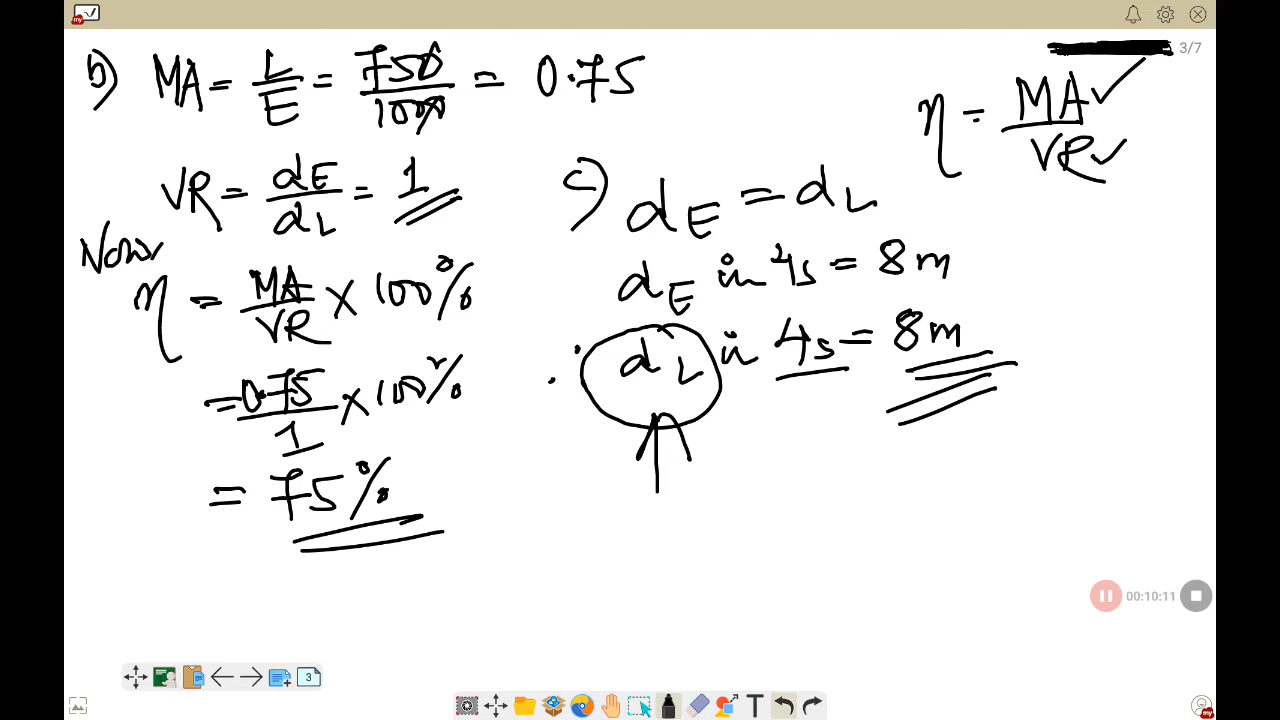 3/7
b) MA = L/E = 750/1000 = 0.75
VR = dE/dL = 1
Now
η = MA/VR × 100%
= 0.75/1 × 100%
= 75%
η = MA/VR
c) dE = dL
dE in 4s = 8m
∴ dL in 4s = 8m
00:10:11
3
T